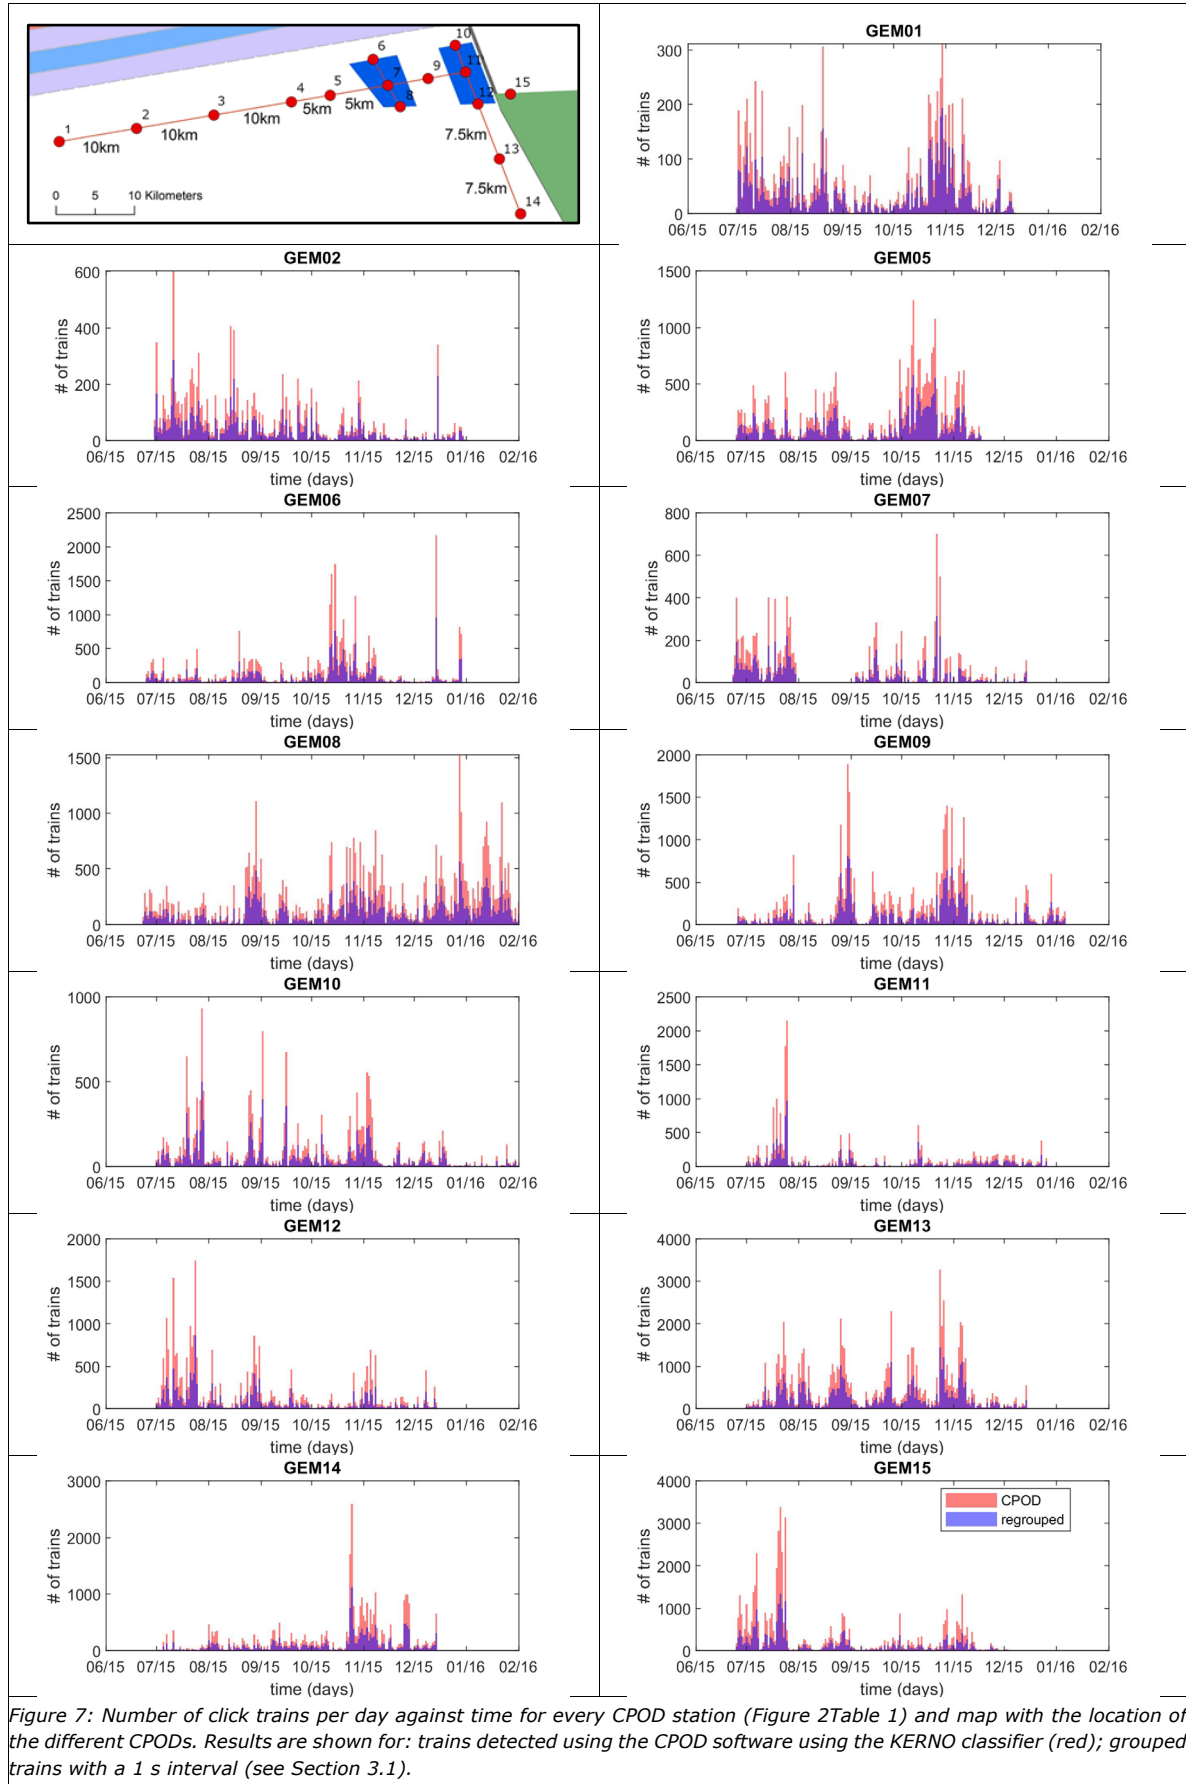 1
2
3
4
5
6
7
8
9
10
11
12
13
14
15
10km
10km
10km
5km
5km
7.5km
7.5km
0 5 10 Kilometers
GEM01
# of trains
300
200
100
0
06/15 07/15 08/15 09/15 10/15 11/15 12/15 01/16 02/16
GEM02
# of trains
600
400
200
0
06/15 07/15 08/15 09/15 10/15 11/15 12/15 01/16 02/16
time (days)
GEM05
# of trains
1500
1000
500
0
06/15 07/15 08/15 09/15 10/15 11/15 12/15 01/16 02/16
time (days)
GEM06
# of trains
2500
2000
1500
1000
500
0
06/15 07/15 08/15 09/15 10/15 11/15 12/15 01/16 02/16
time (days)
GEM07
# of trains
800
600
400
200
0
06/15 07/15 08/15 09/15 10/15 11/15 12/15 01/16 02/16
time (days)
GEM08
# of trains
1500
1000
500
0
06/15 07/15 08/15 09/15 10/15 11/15 12/15 01/16 02/16
time (days)
GEM09
# of trains
2000
1500
1000
500
0
06/15 07/15 08/15 09/15 10/15 11/15 12/15 01/16 02/16
time (days)
GEM10
# of trains
1000
500
0
06/15 07/15 08/15 09/15 10/15 11/15 12/15 01/16 02/16
time (days)
GEM11
# of trains
2500
2000
1500
1000
500
0
06/15 07/15 08/15 09/15 10/15 11/15 12/15 01/16 02/16
time (days)
GEM12
# of trains
2000
1500
1000
500
0
06/15 07/15 08/15 09/15 10/15 11/15 12/15 01/16 02/16
time (days)
GEM13
# of trains
4000
3000
2000
1000
0
06/15 07/15 08/15 09/15 10/15 11/15 12/15 01/16 02/16
time (days)
GEM14
# of trains
3000
2000
1000
0
06/15 07/15 08/15 09/15 10/15 11/15 12/15 01/16 02/16
time (days)
GEM15
# of trains
4000
3000
2000
1000
0
CPOD
regrouped
06/15 07/15 08/15 09/15 10/15 11/15 12/15 01/16 02/16
time (days)
Figure 7: Number of click trains per day against time for every CPOD station (Figure 2Table 1) and map with the location of
the different CPODs. Results are shown for: trains detected using the CPOD software using the KERNO classifier (red); grouped
trains with a 1 s interval (see Section 3.1).